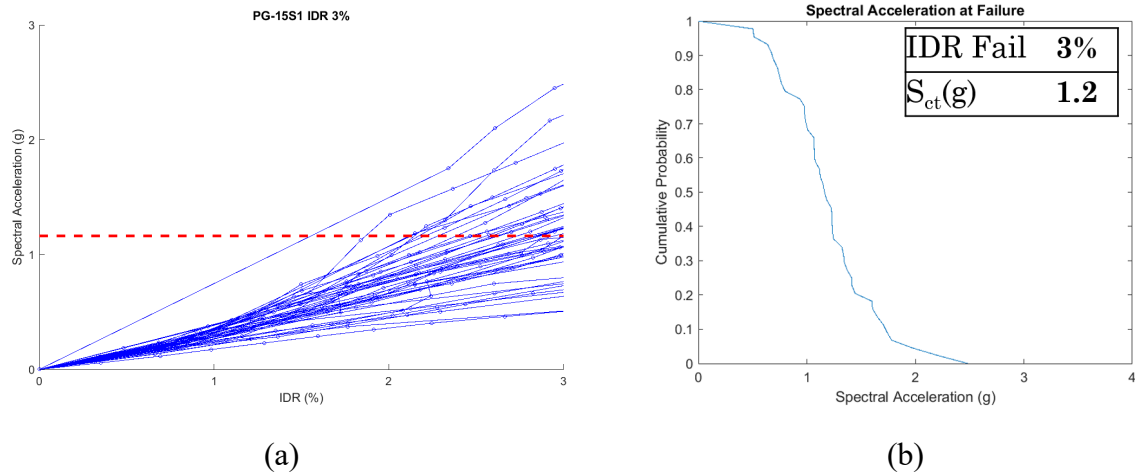 PG-15S1 IDR 3%
3
2
1
0
Spectral Acceleration (g)
0
1
2
3
IDR (%)
(a)
Spectral Acceleration at Failure
IDR Fail 3%
Sct(g) 1.2
1
0.9
0.8
0.7
0.6
0.5
0.4
0.3
0.2
0.1
0
Cumulative Probability
0
1
2
3
4
Spectral Acceleration (g)
(b)